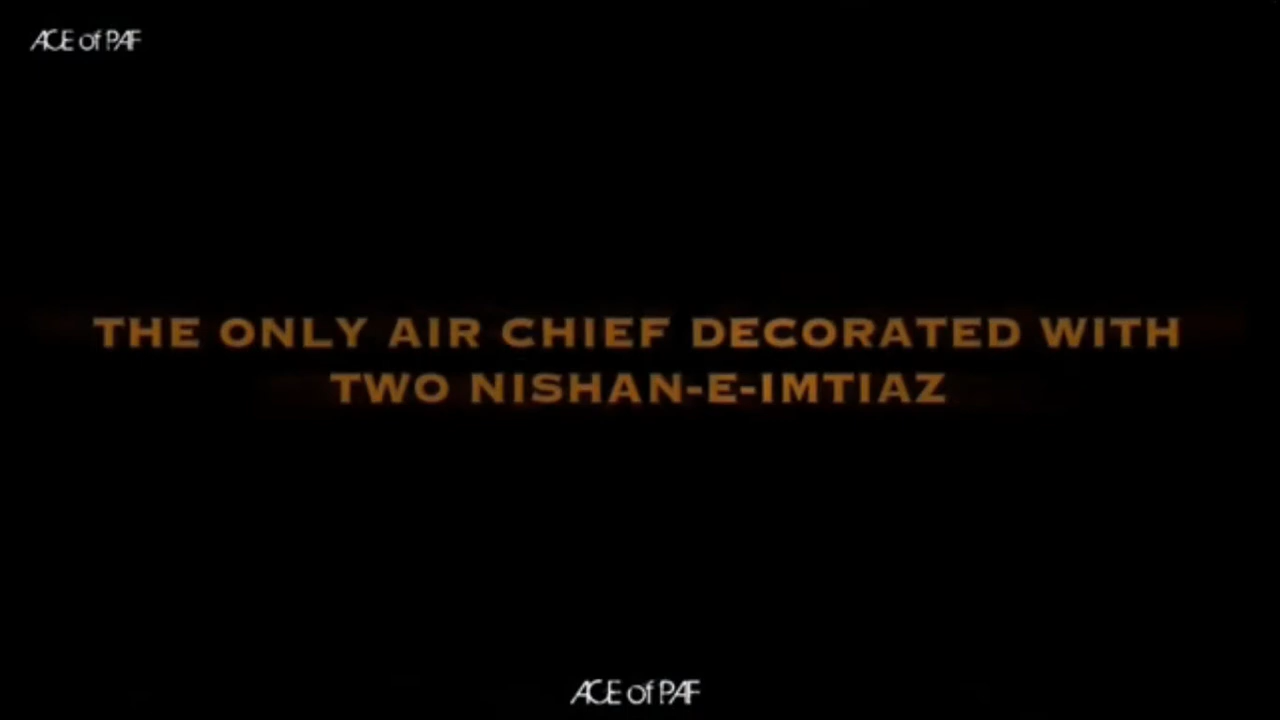 ACE of PAF
THE ONLY AIR CHIEF DECORATED WITH
TWO NISHAN-E-IMTIAZ
ACE of PAF